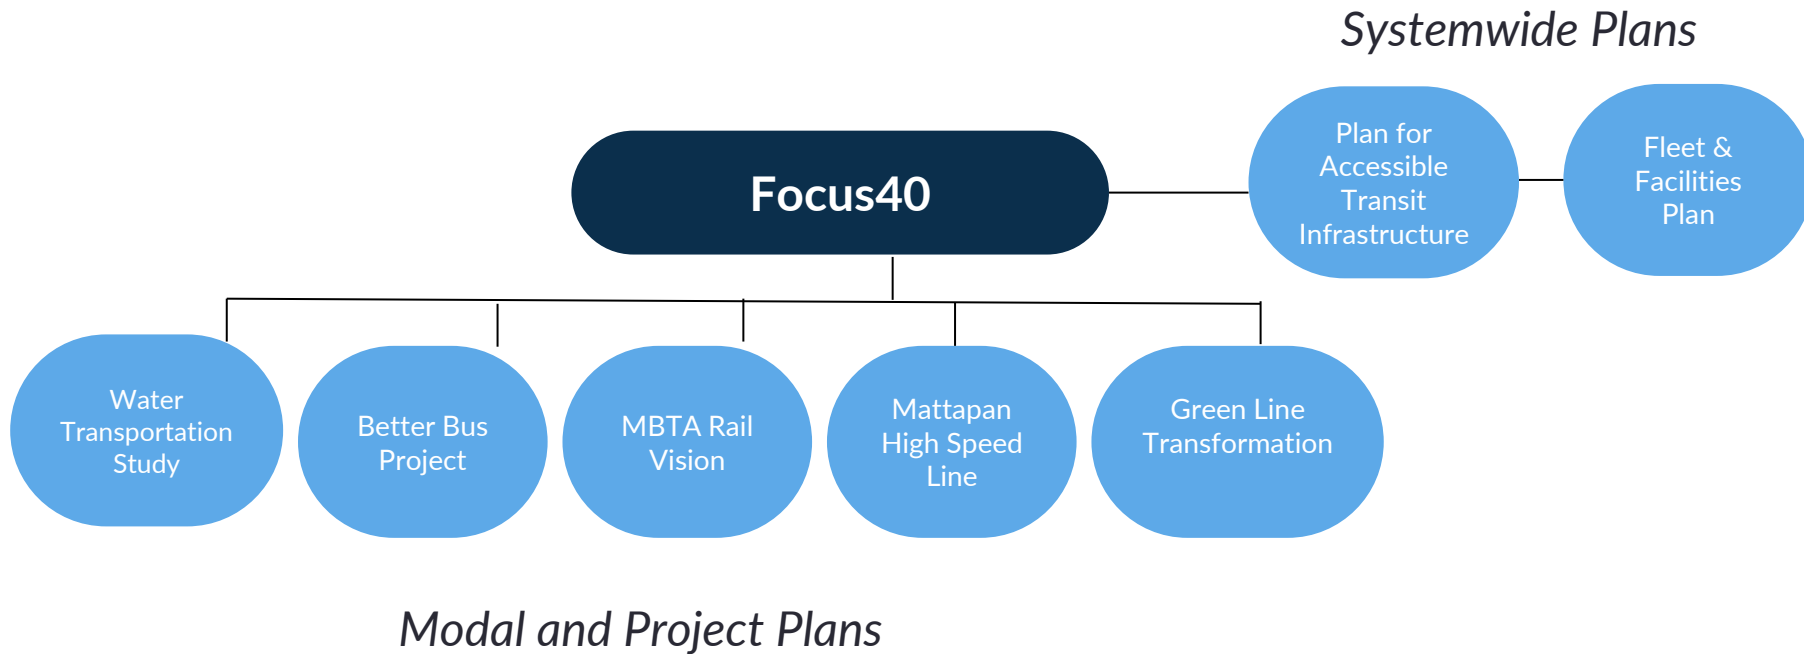 Systemwide Plans
Focus40
Plan for
Accessible
Transit
Infrastructure
Fleet &
Facilities
Plan
Water
Transportation
Study
Better Bus
Project
MBTA Rail
Vision
Mattapan
High Speed
Line
Green Line
Transformation
Modal and Project Plans